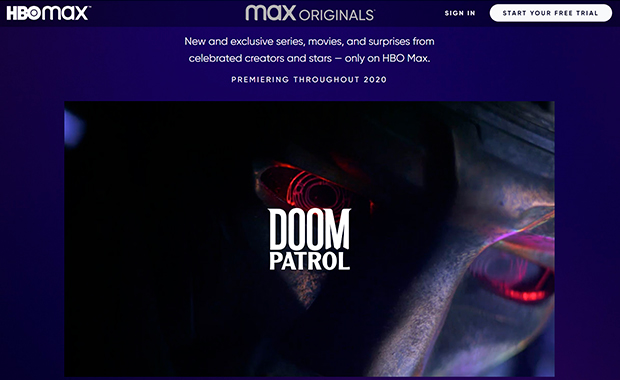 HBOMAX™
max ORIGINALS
SIGN IN
START YOUR FREE TRIAL
New and exclusive series, movies, and surprises from
celebrated creators and stars — only on HBO Max.
PREMIERING THROUGHOUT 2020
DOOM
PATROL